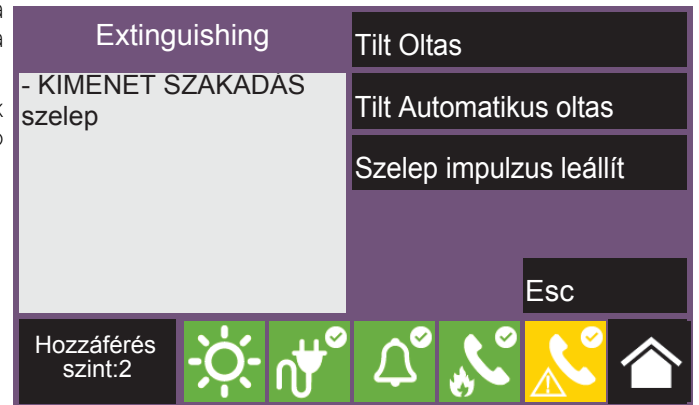 Extinguishing
- KIMENET SZAKADÁS
szelep
Tilt Oltas
Tilt Automatikus oltas
Szelep impulzus leállít
Esc
Hozzáférés
szint:2